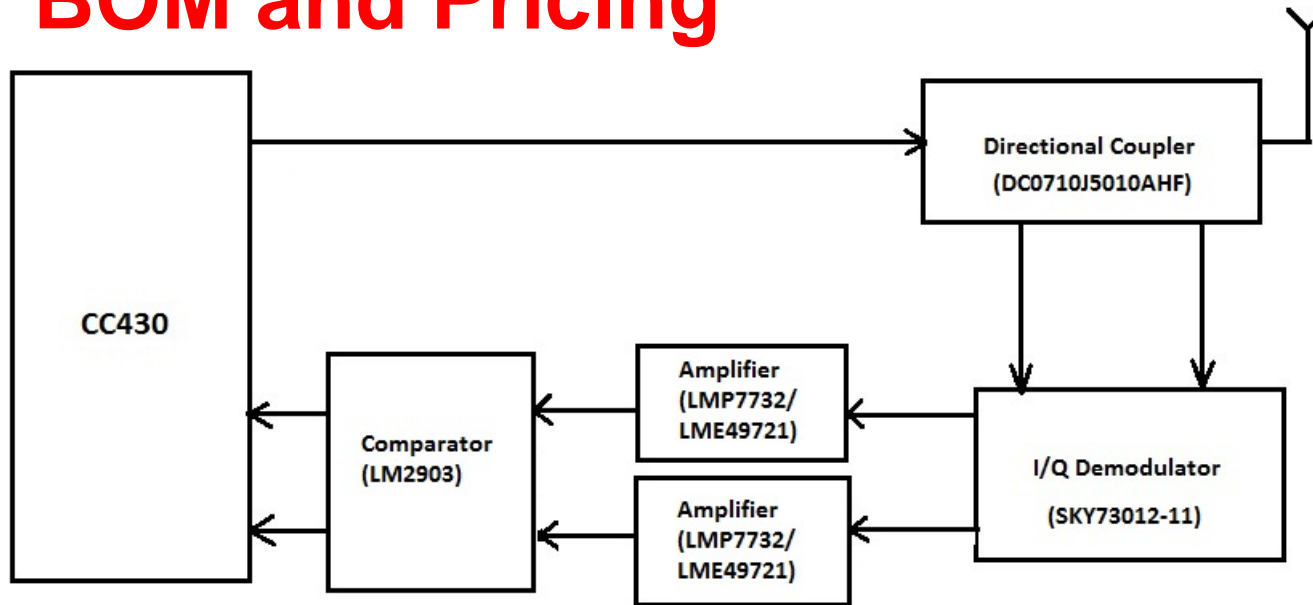 BOM and Pricing
Directional Coupler
(DC0710J5010AHF)
CC430
Amplifier
(LMP7732/
LME49721)
Comparator
(LM2903)
I/Q Demodulator
(SKY73012-11)
Amplifier
(LMP7732/
LME49721)